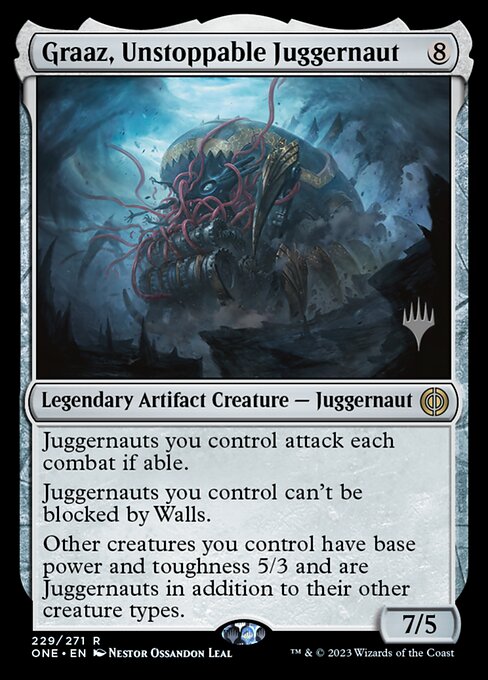 Graaz, Unstoppable Juggernaut 8
Legendary Artifact Creature — Juggernaut
Juggernauts you control attack each
combat if able.
Juggernauts you control can't be
blocked by Walls.
Other creatures you control have base
power and toughness 5/3 and are
Juggernauts in addition to their other
creature types.
7/5
229/271 R
ONE • EN Nestor Ossandon Leal
™ & © 2023 Wizards of the Coast